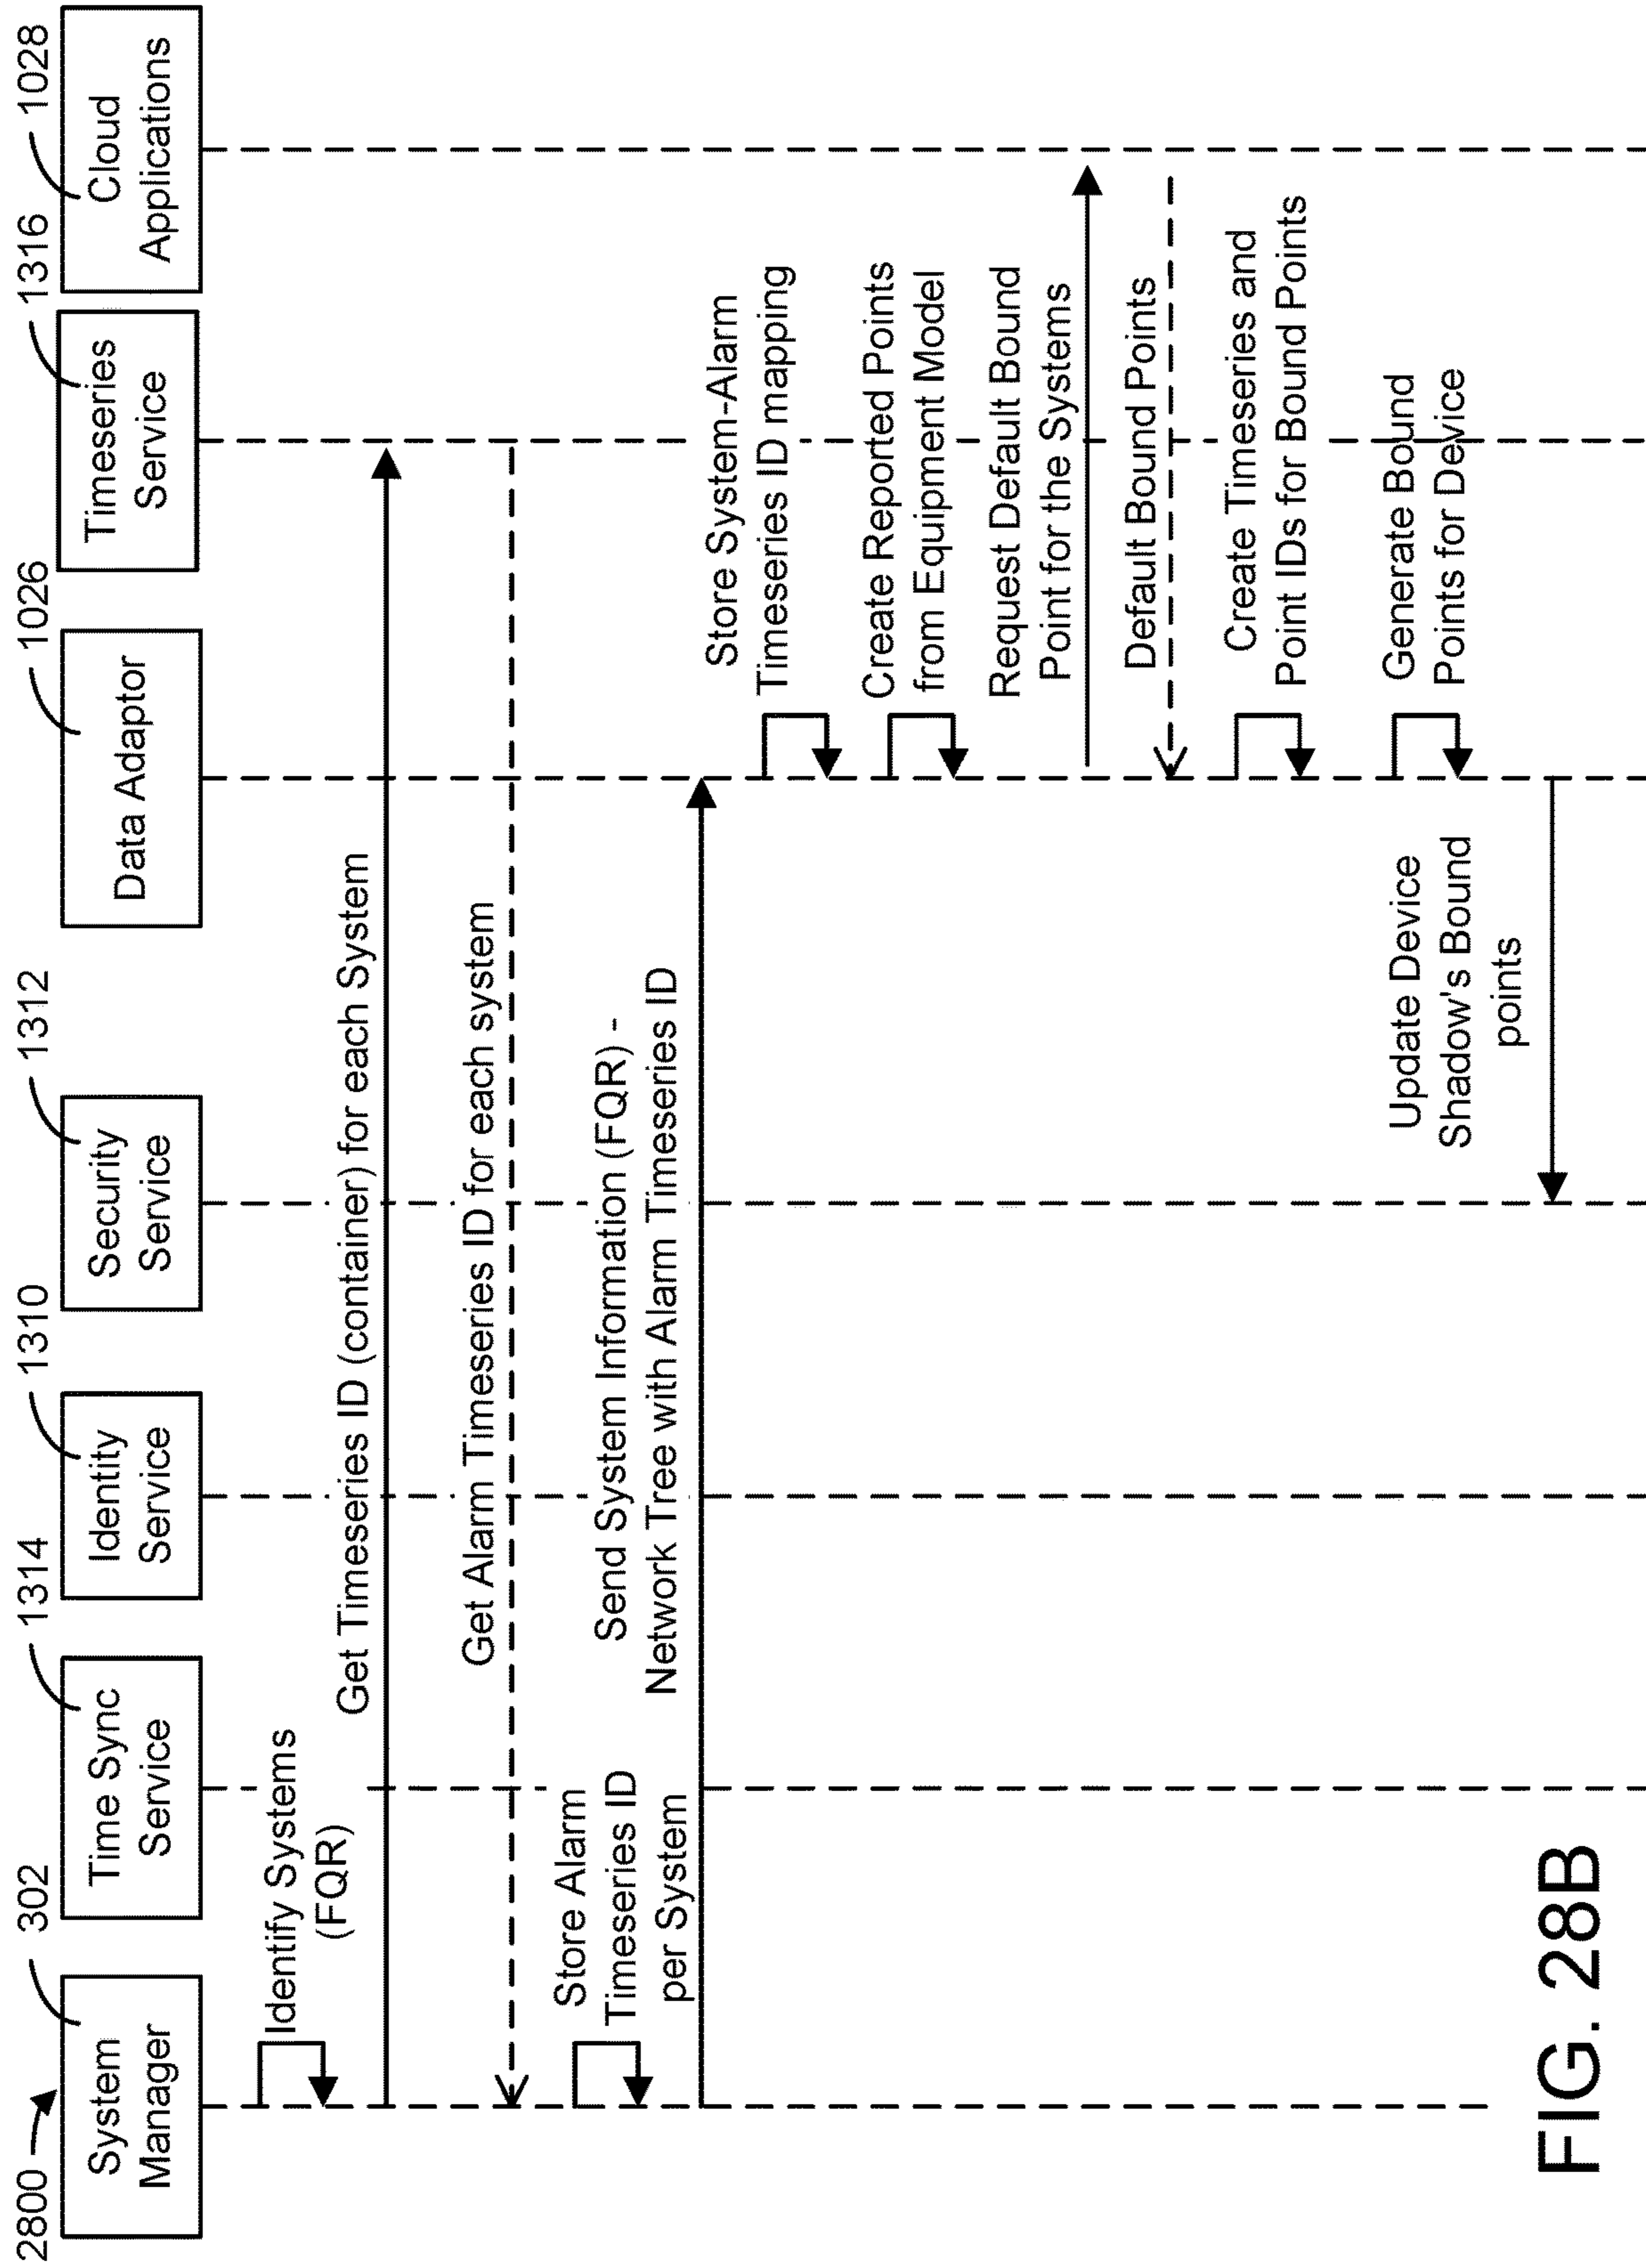 2800
302
1314
1310
1312
1026
1316
1028
System
Manager
Time Sync
Service
Identity
Service
Security
Service
Data Adaptor
Timeseries
Service
Cloud
Applications
Identify Systems
(FQR)
Get Timeseries ID (container) for each System
Get Alarm Timeseries ID for each system
Store Alarm
Timeseries ID
per System
Send System Information (FQR) -
Network Tree with Alarm Timeseries ID
Store System-Alarm
Timeseries ID mapping
Create Reported Points
from Equipment Model
Request Default Bound
Point for the Systems
Default Bound Points
Create Timeseries and
Point IDs for Bound Points
Generate Bound
Points for Device
Update Device
Shadow's Bound
points
FIG. 28B